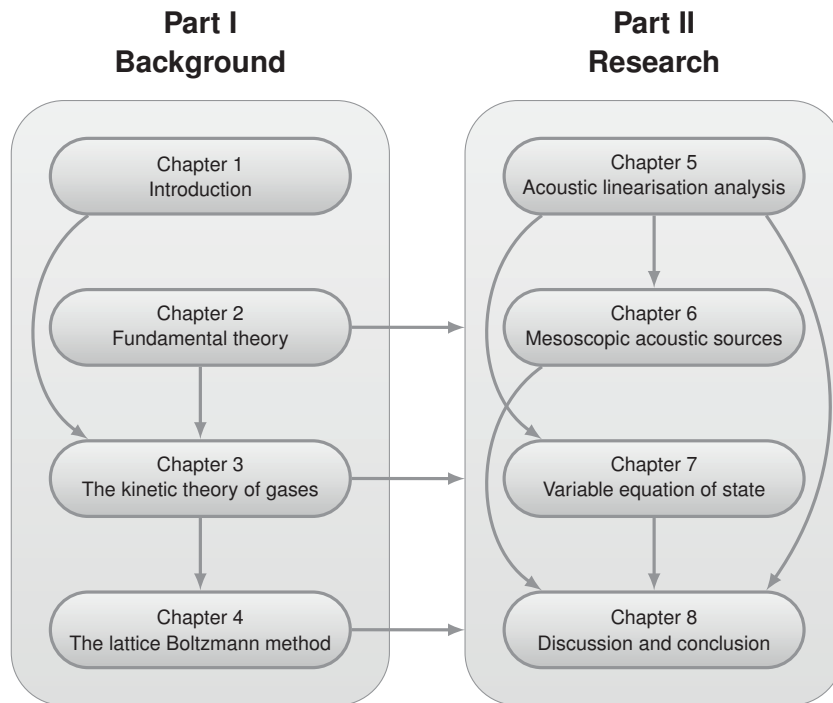 Part I
Background
Chapter 1
Introduction
Chapter 2
Fundamental theory
Chapter 3
The kinetic theory of gases
Chapter 4
The lattice Boltzmann method
Part II
Research
Chapter 5
Acoustic linearisation analysis
Chapter 6
Mesoscopic acoustic sources
Chapter 7
Variable equation of state
Chapter 8
Discussion and conclusion